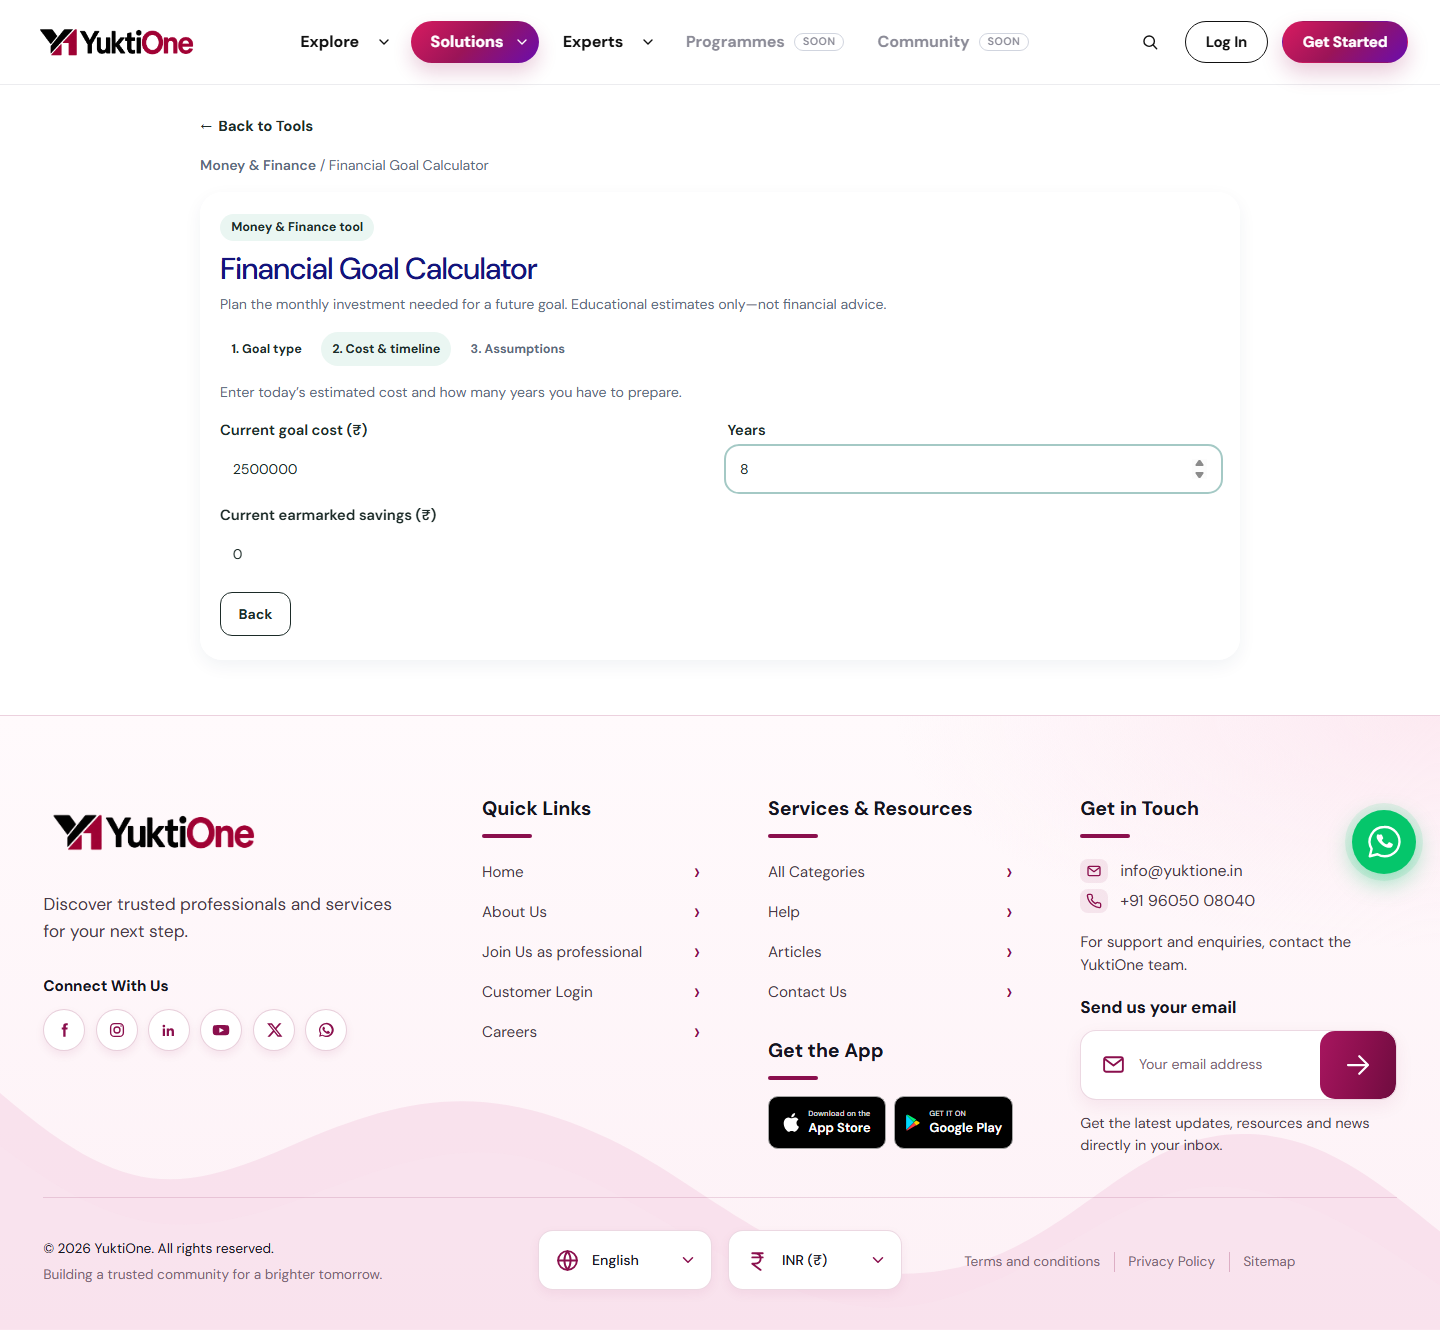 YuktiOne
Explore
Solutions
Experts
Programmes SOON
Community SOON
Log In
Get Started
← Back to Tools
Money & Finance / Financial Goal Calculator
Money & Finance tool
Financial Goal Calculator
Plan the monthly investment needed for a future goal. Educational estimates only—not financial advice.
1. Goal type
2. Cost & timeline
3. Assumptions
Enter today’s estimated cost and how many years you have to prepare.
Current goal cost (₹)
2500000
Years
8
Current earmarked savings (₹)
0
Back
YuktiOne
Discover trusted professionals and services
for your next step.
Connect With Us
Quick Links
Home
About Us
Join Us as professional
Customer Login
Careers
Services & Resources
All Categories
Help
Articles
Contact Us
Get the App
Download on the
App Store
GET IT ON
Google Play
Get in Touch
info@yuktione.in
+91 96050 08040
For support and enquiries, contact the
YuktiOne team.
Send us your email
Your email address
Get the latest updates, resources and news
directly in your inbox.
© 2026 YuktiOne. All rights reserved.
Building a trusted community for a brighter tomorrow.
English
₹ INR (₹)
Terms and conditions
Privacy Policy
Sitemap